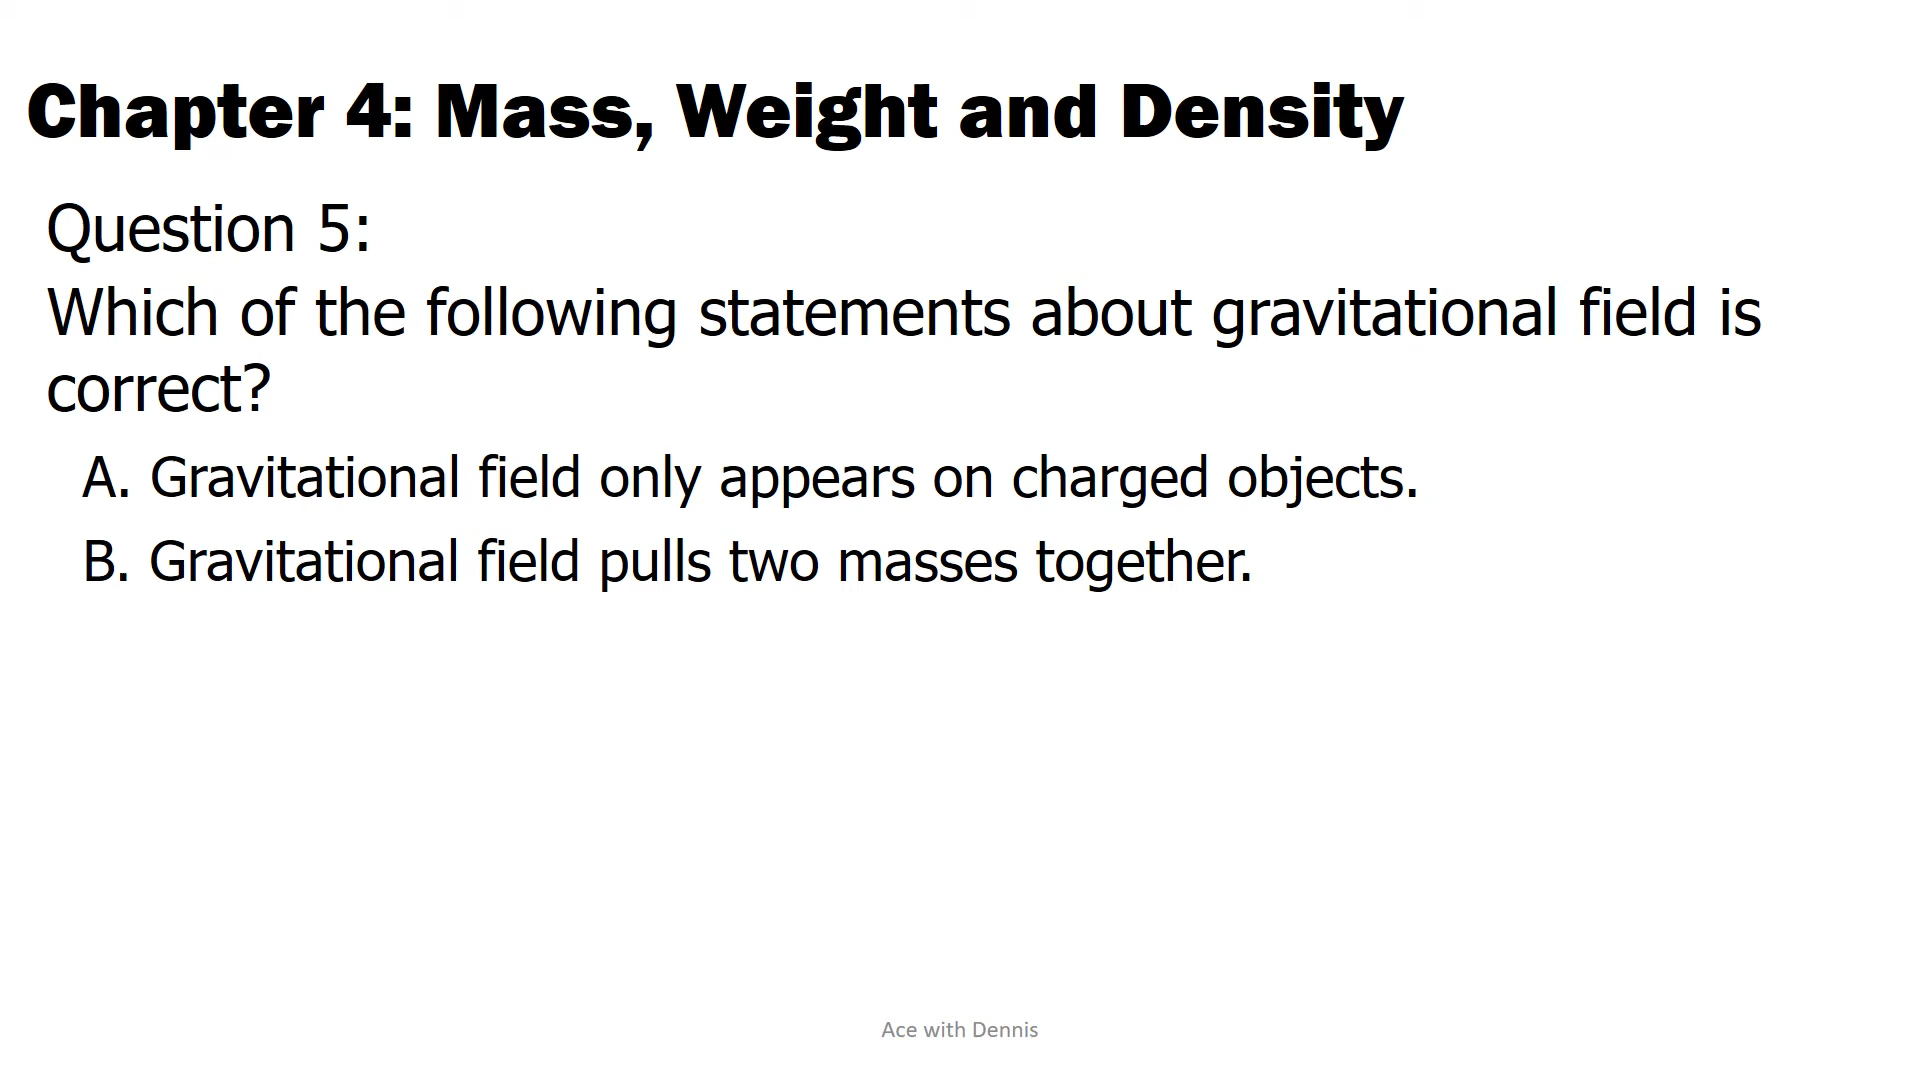 Chapter 4: Mass, Weight and Density
Question 5:
Which of the following statements about gravitational field is
correct?
A. Gravitational field only appears on charged objects.
B. Gravitational field pulls two masses together.
Ace with Dennis